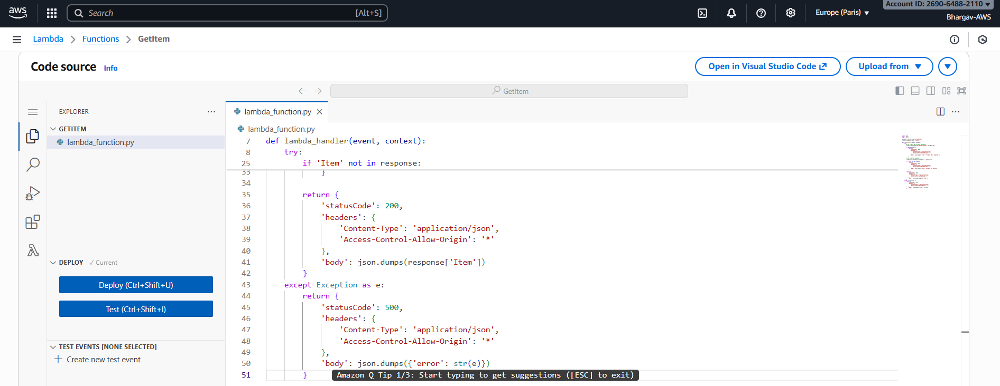 aws
Search [Alt+S]
Europe (Paris)
Account ID: 2690-6488-2110
Bhargav-AWS
Lambda
Functions
GetItem
Code source Info
Open in Visual Studio Code
Upload from
GetItem
EXPLORER
GETITEM
lambda_function.py
DEPLOY Current
Deploy (Ctrl+Shift+U)
Test (Ctrl+Shift+I)
TEST EVENTS [NONE SELECTED]
Create new test event
lambda_function.py
lambda_function.py
7 def lambda_handler(event, context):
8 try:
25 if 'Item' not in response:
33 }
34
35 return {
36 'statusCode': 200,
37 'headers': {
38 'Content-Type': 'application/json',
39 'Access-Control-Allow-Origin': '*'
40 },
41 'body': json.dumps(response['Item'])
42 }
43 except Exception as e:
44 return {
45 'statusCode': 500,
46 'headers': {
47 'Content-Type': 'application/json',
48 'Access-Control-Allow-Origin': '*'
49 },
50 'body': json.dumps({'error': str(e)})
51 }
Amazon Q Tip 1/3: Start typing to get suggestions ([ESC] to exit)